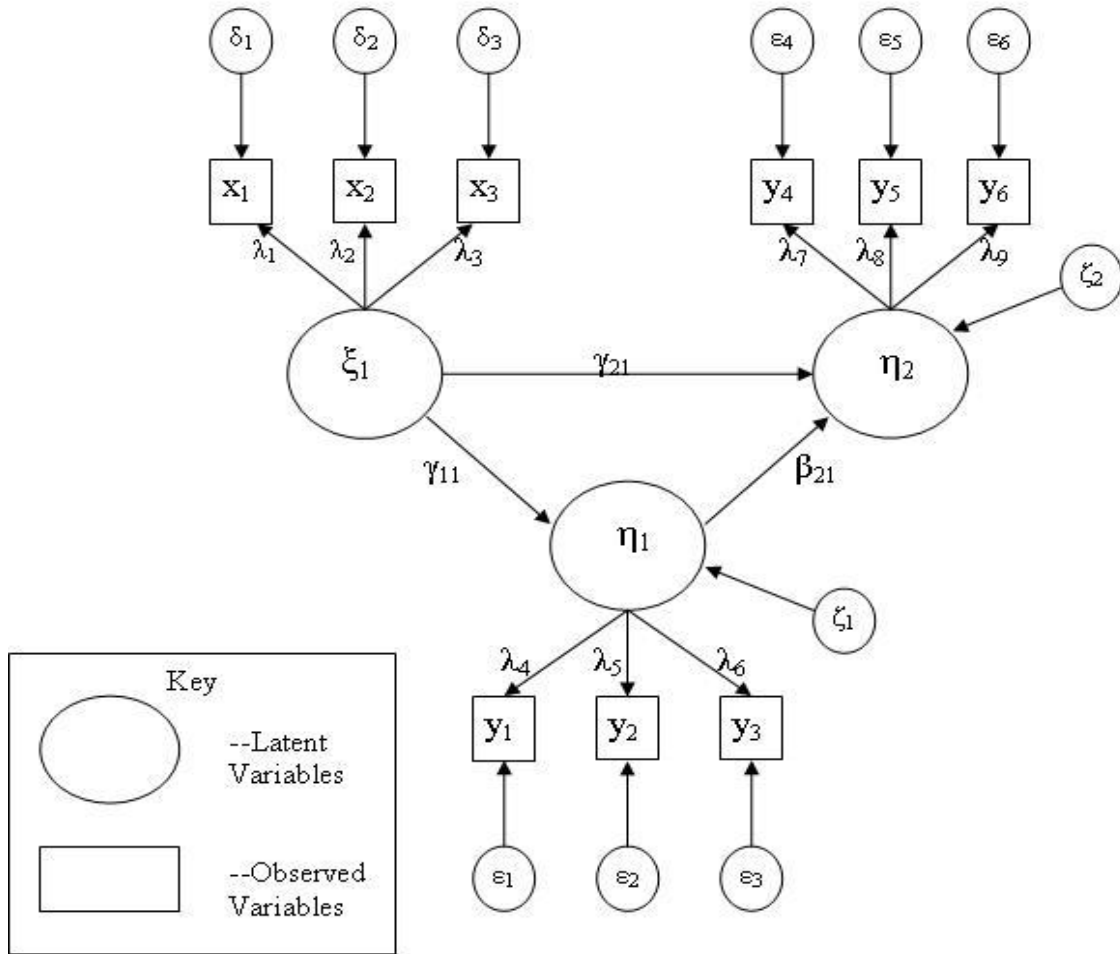 δ₁ δ₂ δ₃ ε₄ ε₅ ε₆
x₁ x₂ x₃ y₄ y₅ y₆
λ₁ λ₂ λ₃ λ₇ λ₈ λ₉
ζ₂
ξ₁ γ₂₁ η₂
γ₁₁ β₂₁
η₁
ζ₁
λ₄ λ₅ λ₆
y₁ y₂ y₃
ε₁ ε₂ ε₃
Key
--Latent
Variables
--Observed
Variables